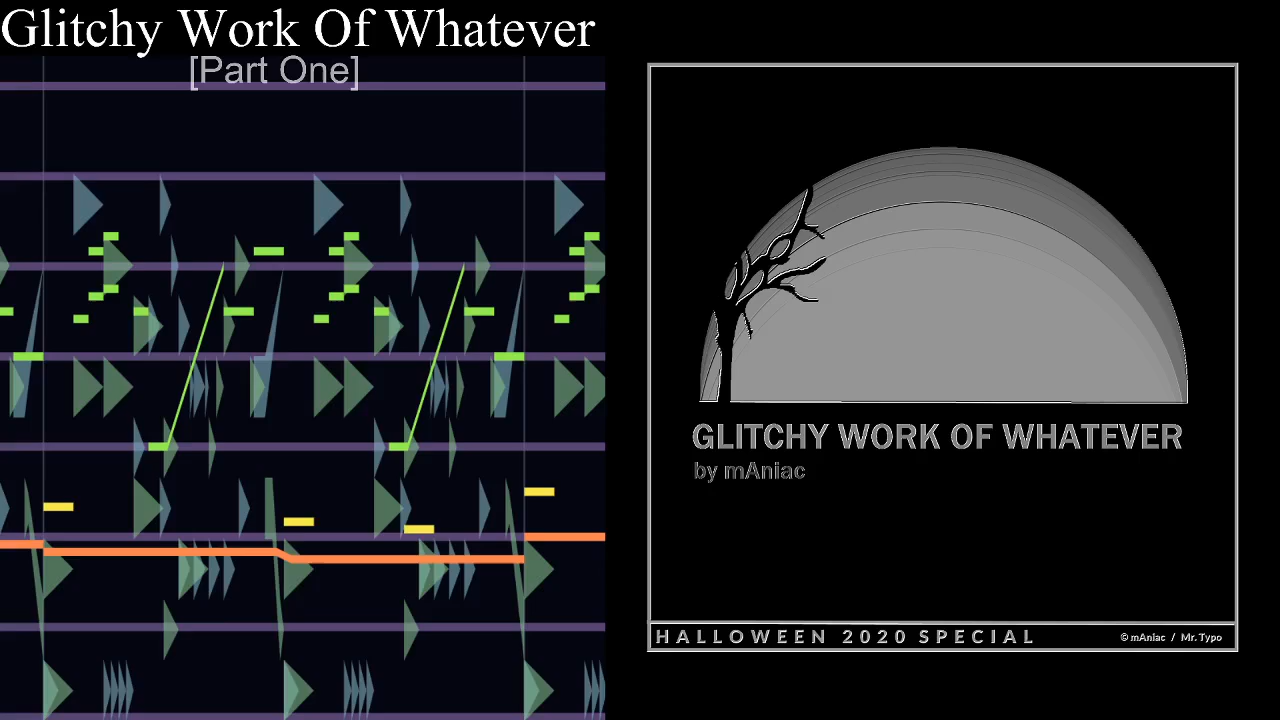 Glitchy Work Of Whatever
[Part One]
GLITCHY WORK OF WHATEVER
by mAniac
HALLOWEEN 2020 SPECIAL
© mAniac / Mr. Typo